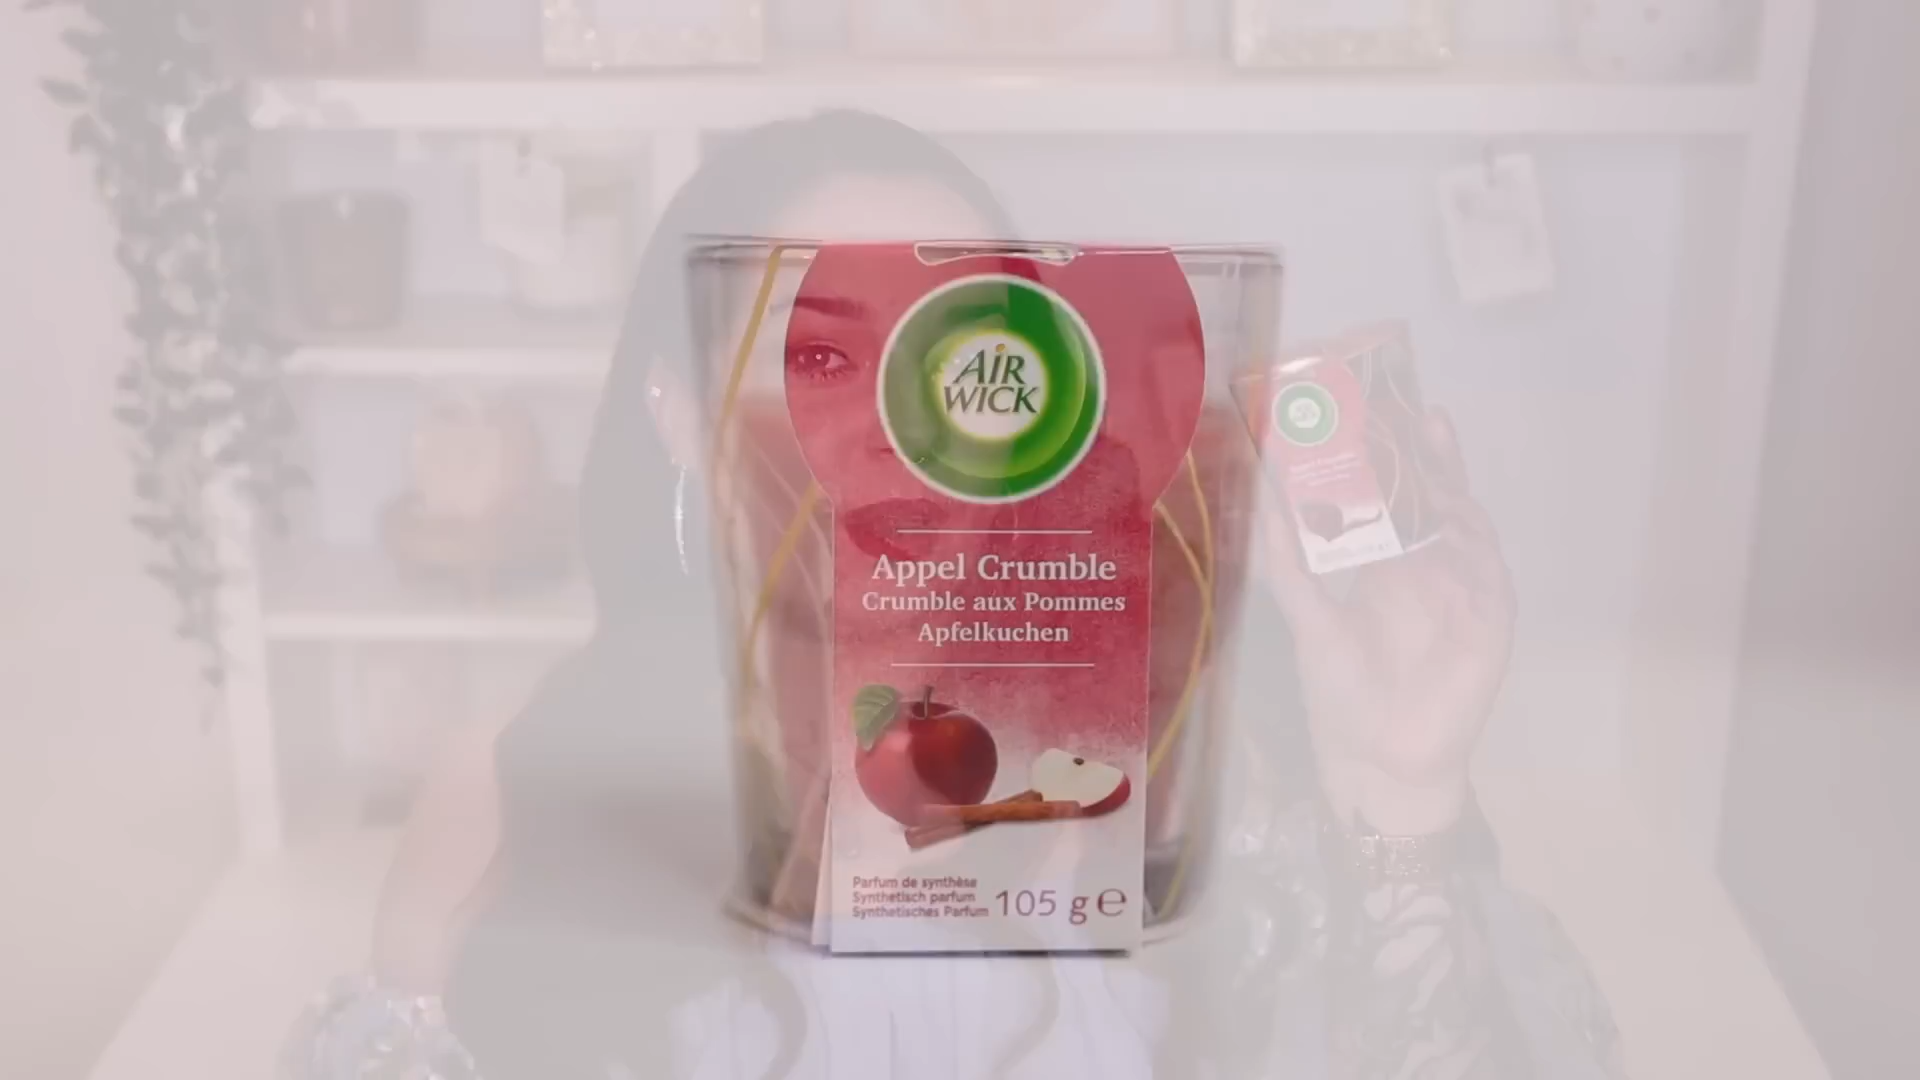 AIR
WICK
Appel Crumble
Crumble aux Pommes
Apfelkuchen
Parfum de synthèse
Synthetisch parfum
Synthetisches Parfum
105 g ℮